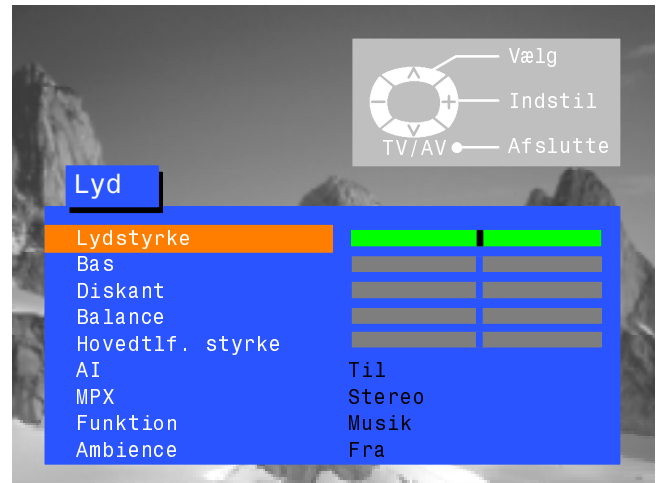 Vælg
Indstil
TV/AV Afslutte
Lyd
Lydstyrke
Bas
Diskant
Balance
Hovedtlf. styrke
AI Til
MPX Stereo
Funktion Musik
Ambience Fra